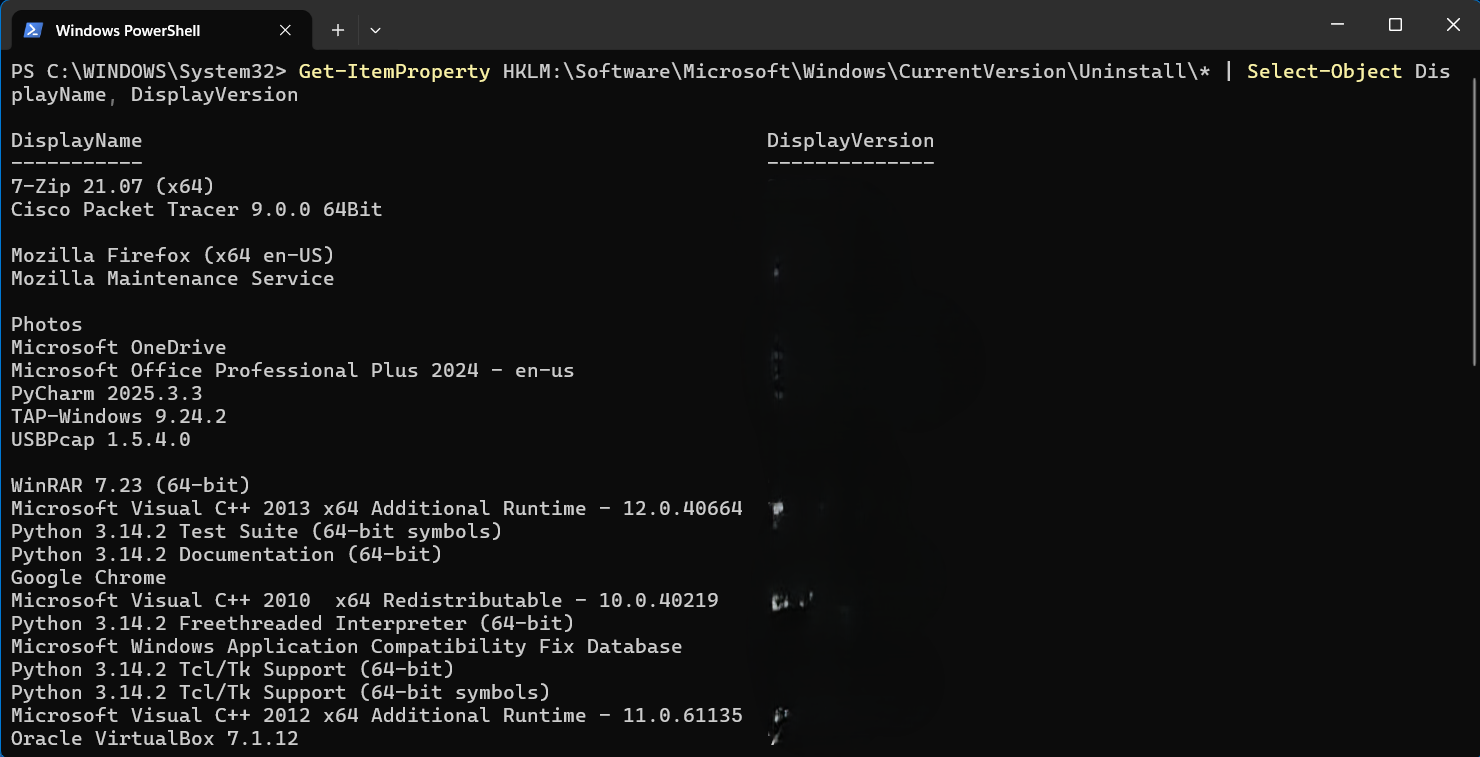 Windows PowerShell
PS C:\WINDOWS\System32> Get-ItemProperty HKLM:\Software\Microsoft\Windows\CurrentVersion\Uninstall\* | Select-Object Dis
playName, DisplayVersion
DisplayName DisplayVersion
----------- --------------
7-Zip 21.07 (x64)
Cisco Packet Tracer 9.0.0 64Bit
Mozilla Firefox (x64 en-US)
Mozilla Maintenance Service
Photos
Microsoft OneDrive
Microsoft Office Professional Plus 2024 - en-us
PyCharm 2025.3.3
TAP-Windows 9.24.2
USBPcap 1.5.4.0
WinRAR 7.23 (64-bit)
Microsoft Visual C++ 2013 x64 Additional Runtime - 12.0.40664
Python 3.14.2 Test Suite (64-bit symbols)
Python 3.14.2 Documentation (64-bit)
Google Chrome
Microsoft Visual C++ 2010  x64 Redistributable - 10.0.40219
Python 3.14.2 Freethreaded Interpreter (64-bit)
Microsoft Windows Application Compatibility Fix Database
Python 3.14.2 Tcl/Tk Support (64-bit)
Python 3.14.2 Tcl/Tk Support (64-bit symbols)
Microsoft Visual C++ 2012 x64 Additional Runtime - 11.0.61135
Oracle VirtualBox 7.1.12